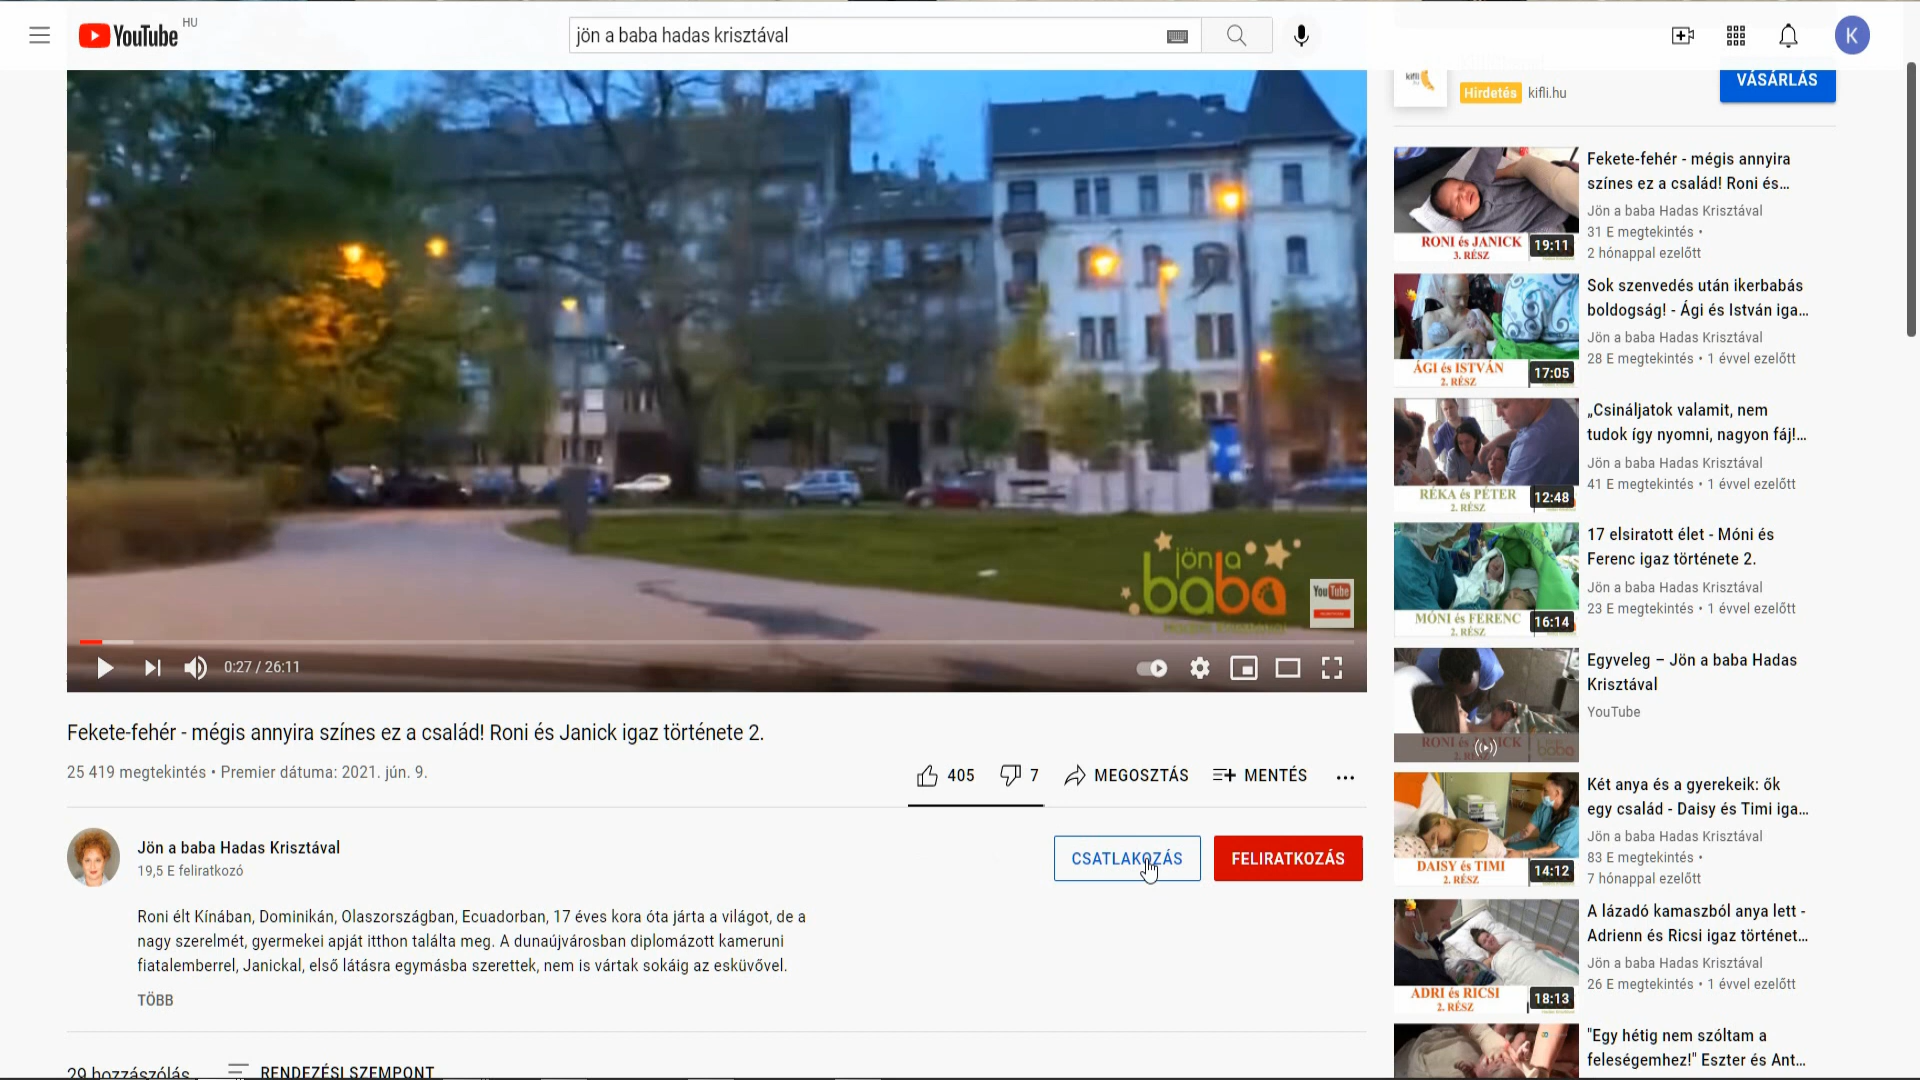 YouTube HU
jön a baba hadas krisztával
K
kifli
Hirdetés kifli.hu
VÁSÁRLÁS
jön a
baba
YouTube
0:27 / 26:11
Fekete-fehér - mégis annyira színes ez a család! Roni és Janick igaz története 2.
25 419 megtekintés • Premier dátuma: 2021. jún. 9.
405
7
MEGOSZTÁS
MENTÉS
Jön a baba Hadas Krisztával
19,5 E feliratkozó
CSATLAKOZÁS
FELIRATKOZÁS
Roni élt Kínában, Dominikán, Olaszországban, Ecuadorban, 17 éves kora óta járta a világot, de a
nagy szerelmét, gyermekei apját itthon találta meg. A dunaújvárosban diplomázott kameruni
fiatalemberrel, Janickal, első látásra egymásba szerettek, nem is vártak sokáig az esküvővel.
TÖBB
29 hozzászólás
RENDEZÉSI SZEMPONT
RONI és JANICK
3. RÉSZ
19:11
Fekete-fehér - mégis annyira
színes ez a család! Roni és...
Jön a baba Hadas Krisztával
31 E megtekintés •
2 hónappal ezelőtt
ÁGI és ISTVÁN
2. RÉSZ
17:05
Sok szenvedés után ikerbabás
boldogság! - Ági és István iga...
Jön a baba Hadas Krisztával
28 E megtekintés • 1 évvel ezelőtt
RÉKA és PÉTER
2. RÉSZ
12:48
„Csináljatok valamit, nem
tudok így nyomni, nagyon fáj!...
Jön a baba Hadas Krisztával
41 E megtekintés • 1 évvel ezelőtt
MÓNI és FERENC
2. RÉSZ
16:14
17 elsiratott élet - Móni és
Ferenc igaz története 2.
Jön a baba Hadas Krisztával
23 E megtekintés • 1 évvel ezelőtt
RONI és JANICK
2. RÉSZ
Egyveleg – Jön a baba Hadas
Krisztával
YouTube
DAISY és TIMI
2. RÉSZ
14:12
Két anya és a gyerekeik: ők
egy család - Daisy és Timi iga...
Jön a baba Hadas Krisztával
83 E megtekintés •
7 hónappal ezelőtt
ADRI és RICSI
2. RÉSZ
18:13
A lázadó kamaszból anya lett -
Adrienn és Ricsi igaz történet...
Jön a baba Hadas Krisztával
26 E megtekintés • 1 évvel ezelőtt
"Egy hétig nem szóltam a
feleségemhez!" Eszter és Ant...